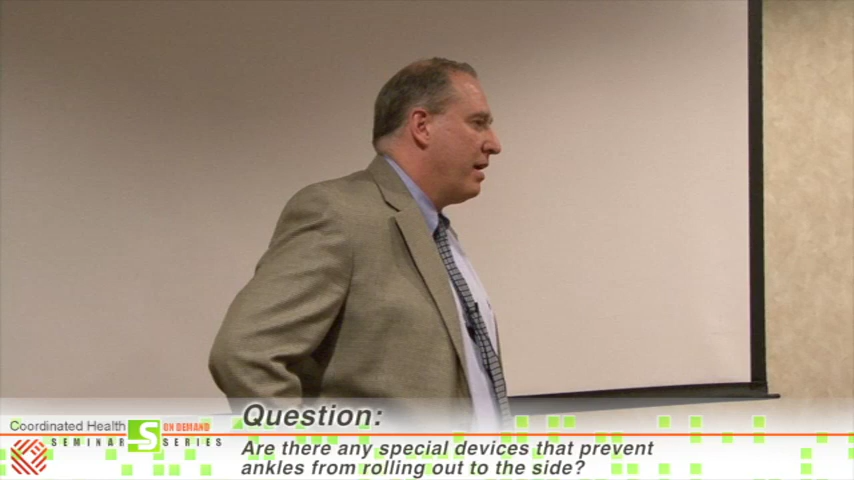 Question:
Coordinated Health
S ON DEMAND
SEMINAR SERIES
Are there any special devices that prevent
ankles from rolling out to the side?